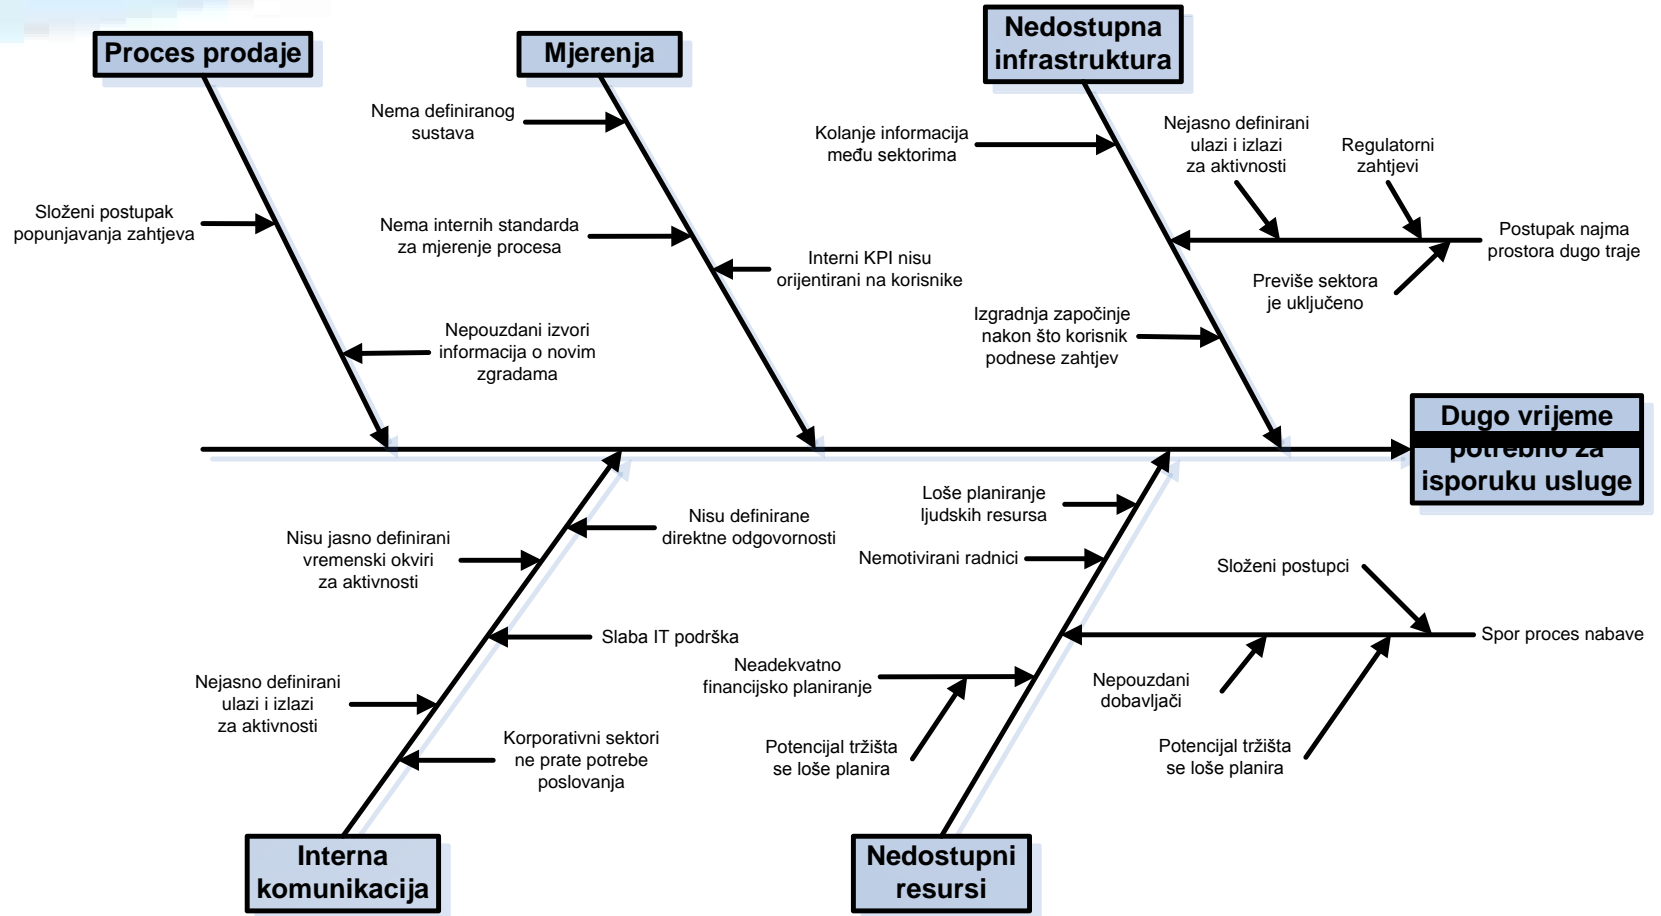 Proces prodaje
Mjerenja
Nedostupna
infrastruktura
Nema definiranog
sustava
Kolanje informacija
među sektorima
Nejasno definirani
ulazi i izlazi
za aktivnosti
Regulatorni
zahtjevi
Složeni postupak
popunjavanja zahtjeva
Nema internih standarda
za mjerenje procesa
Interni KPI nisu
orijentirani na korisnike
Postupak najma
prostora dugo traje
Previše sektora
je uključeno
Nepouzdani izvori
informacija o novim
zgradama
Izgradnja započinje
nakon što korisnik
podnese zahtjev
Dugo vrijeme
potrebno za
isporuku usluge
Nisu jasno definirani
vremenski okviri
za aktivnosti
Nisu definirane
direktne odgovornosti
Loše planiranje
ljudskih resursa
Nemotivirani radnici
Složeni postupci
Slaba IT podrška
Spor proces nabave
Neadekvatno
financijsko planiranje
Nepouzdani
dobavljači
Nejasno definirani
ulazi i izlazi
za aktivnosti
Korporativni sektori
ne prate potrebe
poslovanja
Potencijal tržišta
se loše planira
Potencijal tržišta
se loše planira
Interna
komunikacija
Nedostupni
resursi